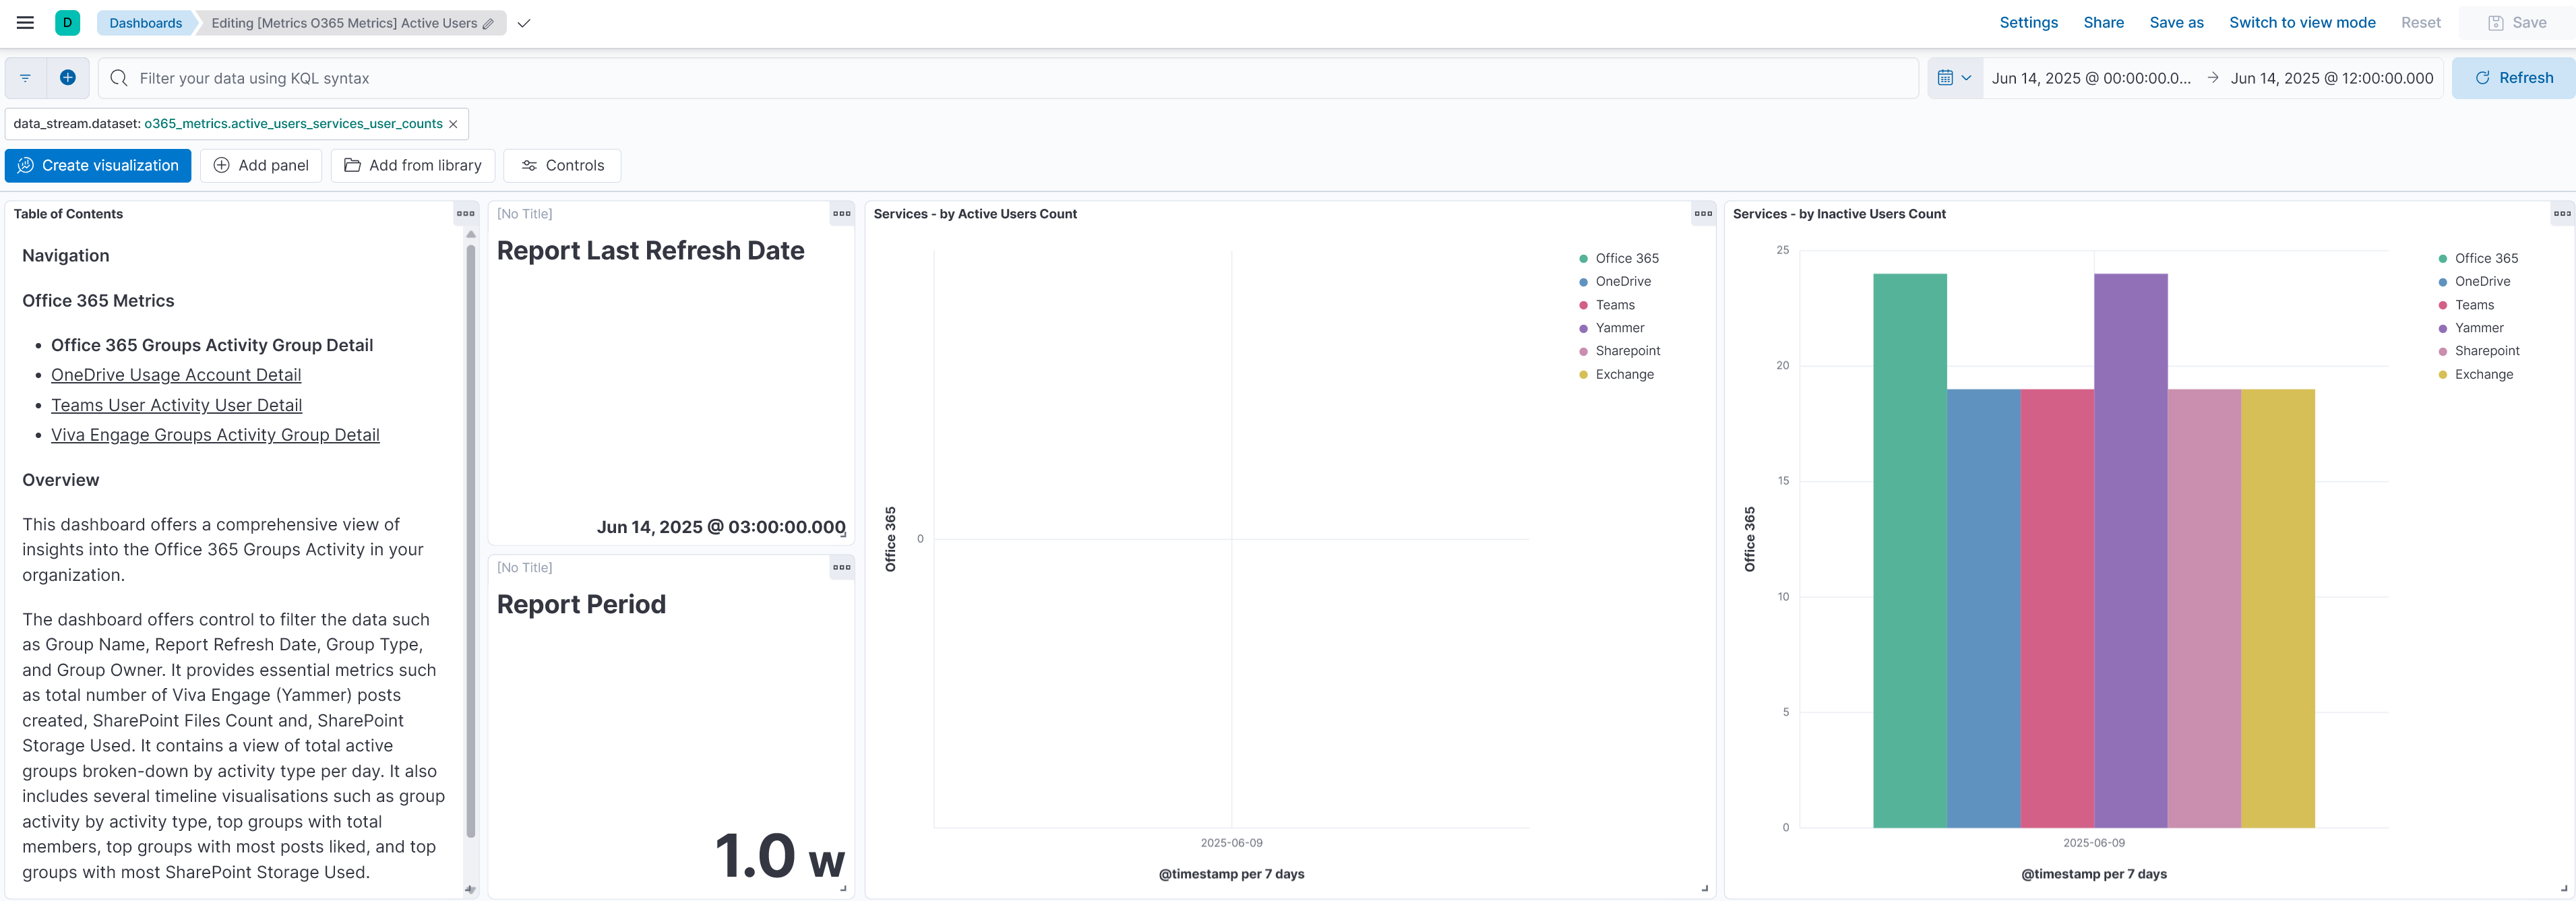 D
Dashboards
Editing [Metrics O365 Metrics] Active Users
Settings
Share
Save as
Switch to view mode
Reset
Save
Filter your data using KQL syntax
Jun 14, 2025 @ 00:00:00.0...
Jun 14, 2025 @ 12:00:00.000
Refresh
data_stream.dataset: o365_metrics.active_users_services_user_counts
Create visualization
Add panel
Add from library
Controls
Table of Contents
Navigation
Office 365 Metrics
Office 365 Groups Activity Group Detail
OneDrive Usage Account Detail
Teams User Activity User Detail
Viva Engage Groups Activity Group Detail
Overview
This dashboard offers a comprehensive view of
insights into the Office 365 Groups Activity in your
organization.
The dashboard offers control to filter the data such
as Group Name, Report Refresh Date, Group Type,
and Group Owner. It provides essential metrics such
as total number of Viva Engage (Yammer) posts
created, SharePoint Files Count and, SharePoint
Storage Used. It contains a view of total active
groups broken-down by activity type per day. It also
includes several timeline visualisations such as group
activity by activity type, top groups with total
members, top groups with most posts liked, and top
groups with most SharePoint Storage Used.
[No Title]
Report Last Refresh Date
Jun 14, 2025 @ 03:00:00.000
[No Title]
Report Period
1.0 w
Services - by Active Users Count
Office 365
0
2025-06-09
@timestamp per 7 days
Office 365
OneDrive
Teams
Yammer
Sharepoint
Exchange
Services - by Inactive Users Count
Office 365
25
20
15
10
5
0
2025-06-09
@timestamp per 7 days
Office 365
OneDrive
Teams
Yammer
Sharepoint
Exchange